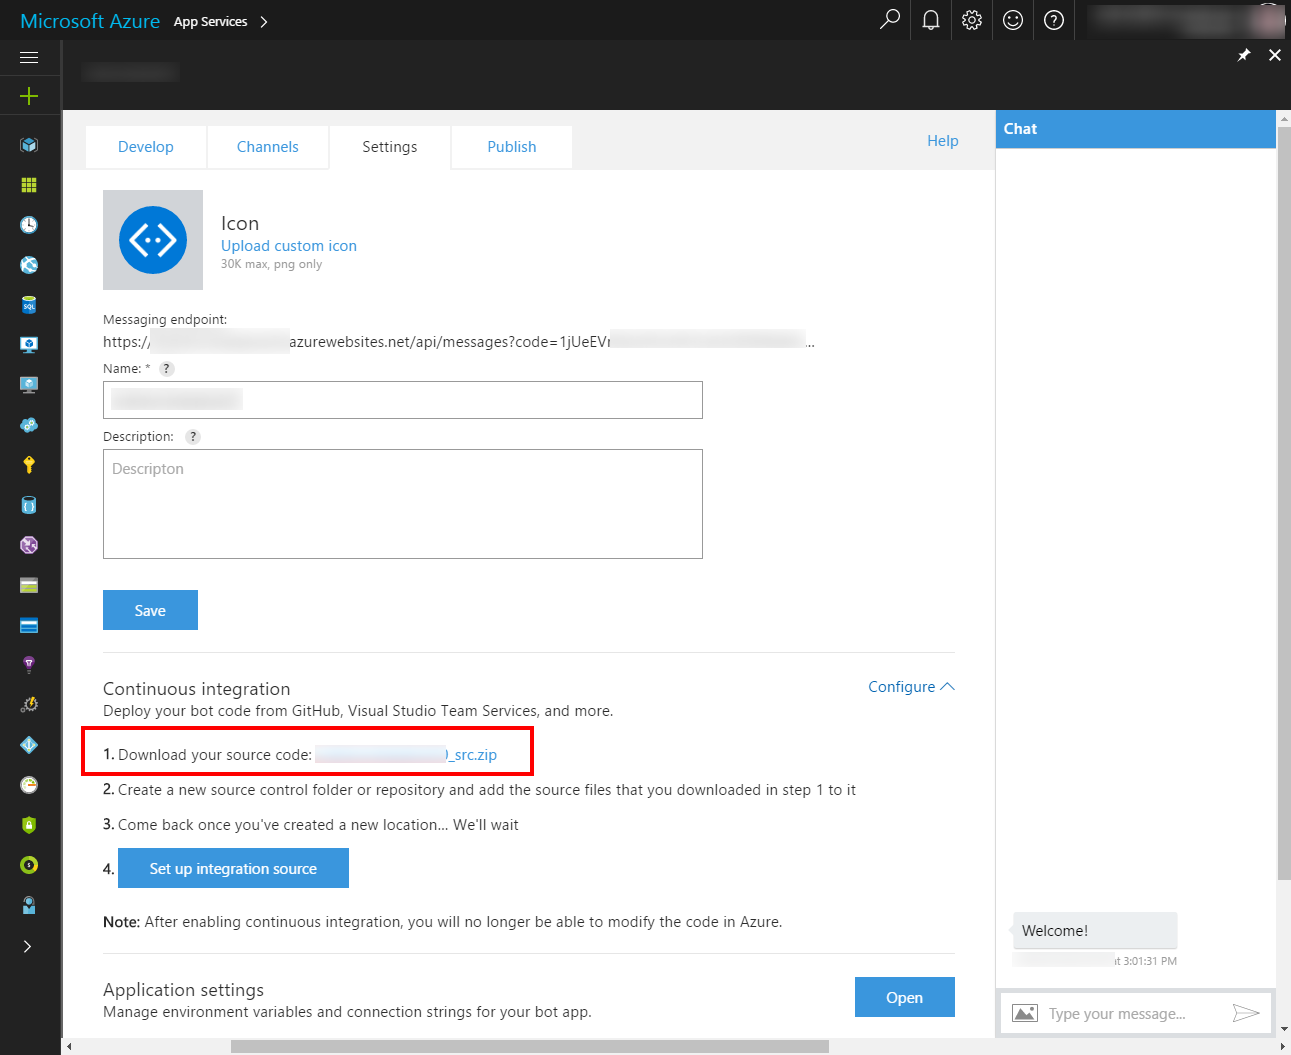 Microsoft Azure App Services
Develop
Channels
Settings
Publish
Help
Chat
Icon
Upload custom icon
30K max, png only
Messaging endpoint:
https:// azurewebsites.net/api/messages?code=1jUeEV ...
Name: * ?
Description: ?
Descripton
Save
Continuous integration
Configure
Deploy your bot code from GitHub, Visual Studio Team Services, and more.
1. Download your source code: _src.zip
2. Create a new source control folder or repository and add the source files that you downloaded in step 1 to it
3. Come back once you've created a new location... We'll wait
4. Set up integration source
Note: After enabling continuous integration, you will no longer be able to modify the code in Azure.
Application settings
Manage environment variables and connection strings for your bot app.
Open
Welcome!
at 3:01:31 PM
Type your message...